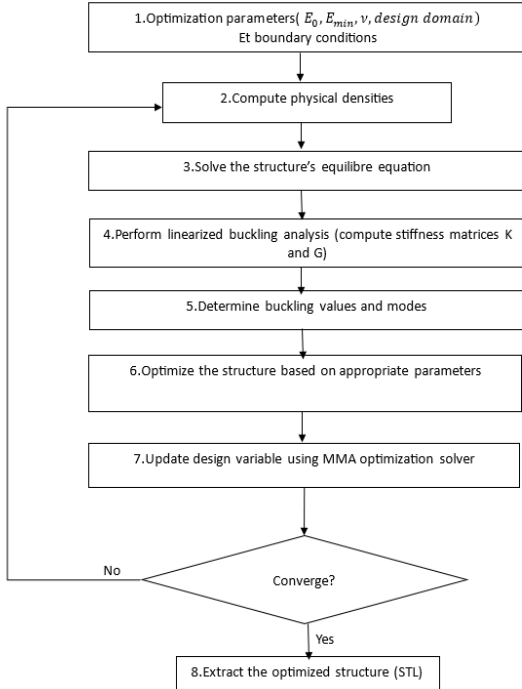 1.Optimization parameters( E₀, Eₘᵢₙ, ν, design domain)
Et boundary conditions
2.Compute physical densities
3.Solve the structure's equilibre equation
4.Perform linearized buckling analysis (compute stiffness matrices K
and G)
5.Determine buckling values and modes
6.Optimize the structure based on appropriate parameters
7.Update design variable using MMA optimization solver
No
Converge?
Yes
8.Extract the optimized structure (STL)